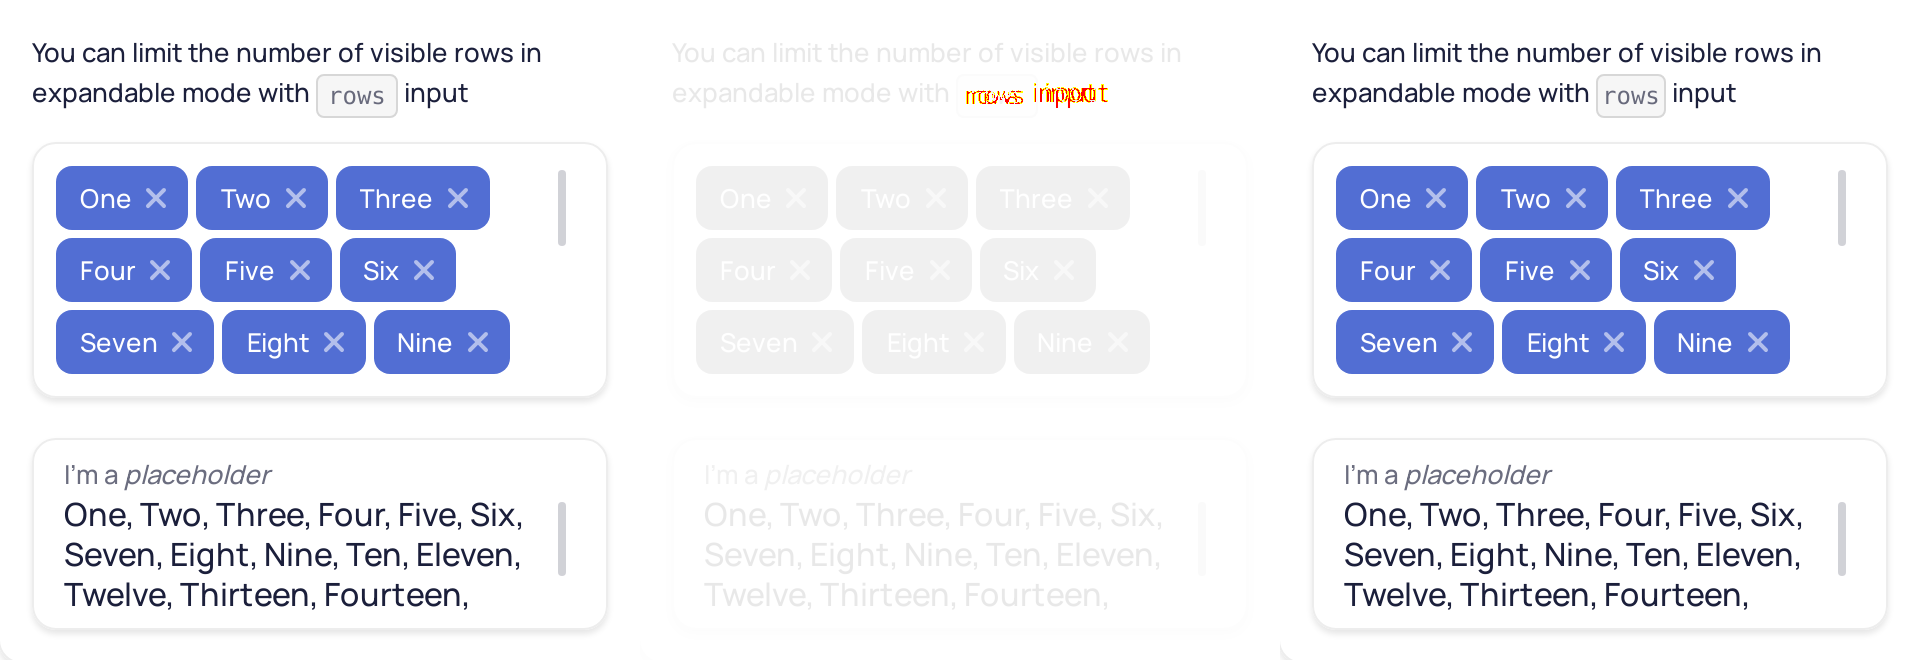 You can limit the number of visible rows in
expandable mode with rows input
One Two Three
Four Five Six
Seven Eight Nine
I'm a placeholder
One, Two, Three, Four, Five, Six,
Seven, Eight, Nine, Ten, Eleven,
Twelve, Thirteen, Fourteen,
You can limit the number of visible rows in
expandable mode with rows input
One Two Three
Four Five Six
Seven Eight Nine
I'm a placeholder
One, Two, Three, Four, Five, Six,
Seven, Eight, Nine, Ten, Eleven,
Twelve, Thirteen, Fourteen,
You can limit the number of visible rows in
expandable mode with rows input
One Two Three
Four Five Six
Seven Eight Nine
I'm a placeholder
One, Two, Three, Four, Five, Six,
Seven, Eight, Nine, Ten, Eleven,
Twelve, Thirteen, Fourteen,